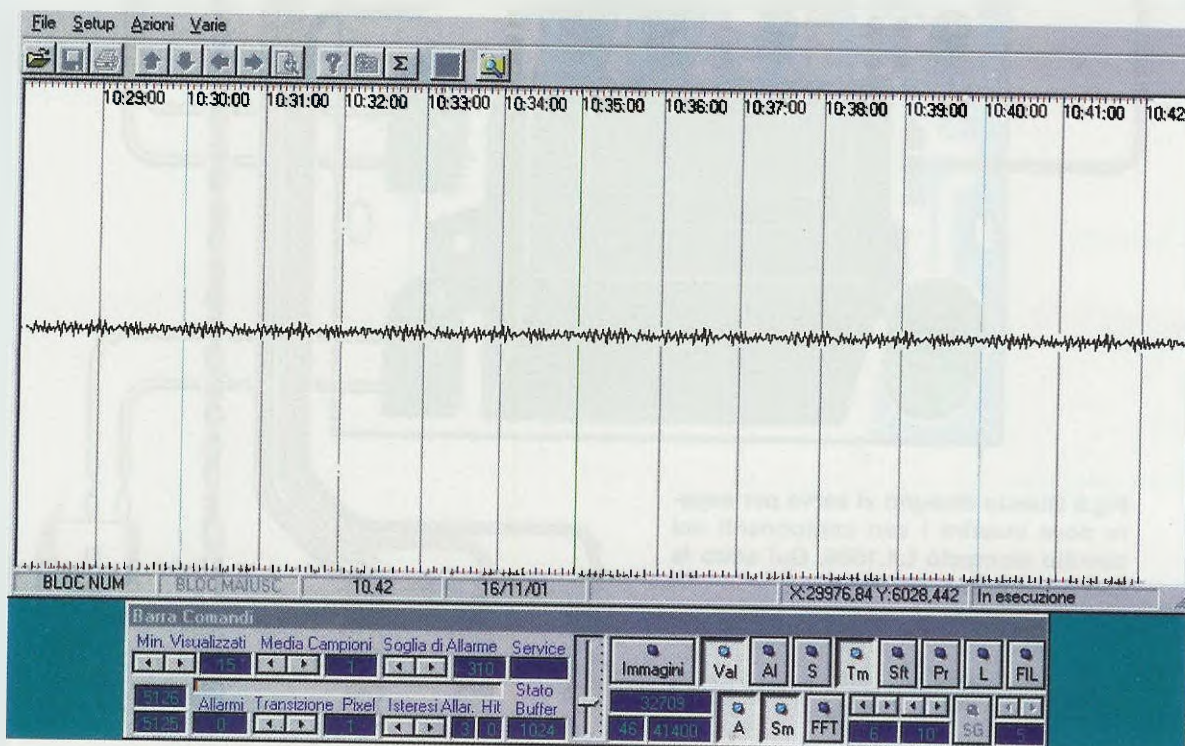 File Setup Azioni Varie
? Σ
10:29:00 10:30:00 10:31:00 10:32:00 10:33:00 10:34:00 10:35:00 10:36:00 10:37:00 10:38:00 10:39:00 10:40:00 10:41:00 10:42
BLOC NUM BLOC MAIUSC 10.42 16/11/01 X:29976,84 Y:6028,442 In esecuzione
Barra Comandi
Min. Visualizzati Media Campioni Soglia di Allarme Service
15 1 310
Immagini Val Al S Tm Sft Pr L FIL
5126 Stato
Allarmi Transizione Pixel Isteresi Allar. Hit Buffer
5125 0 1 3 0 1024
32709
46 41400 A Sm FFT 6 10 SG 5